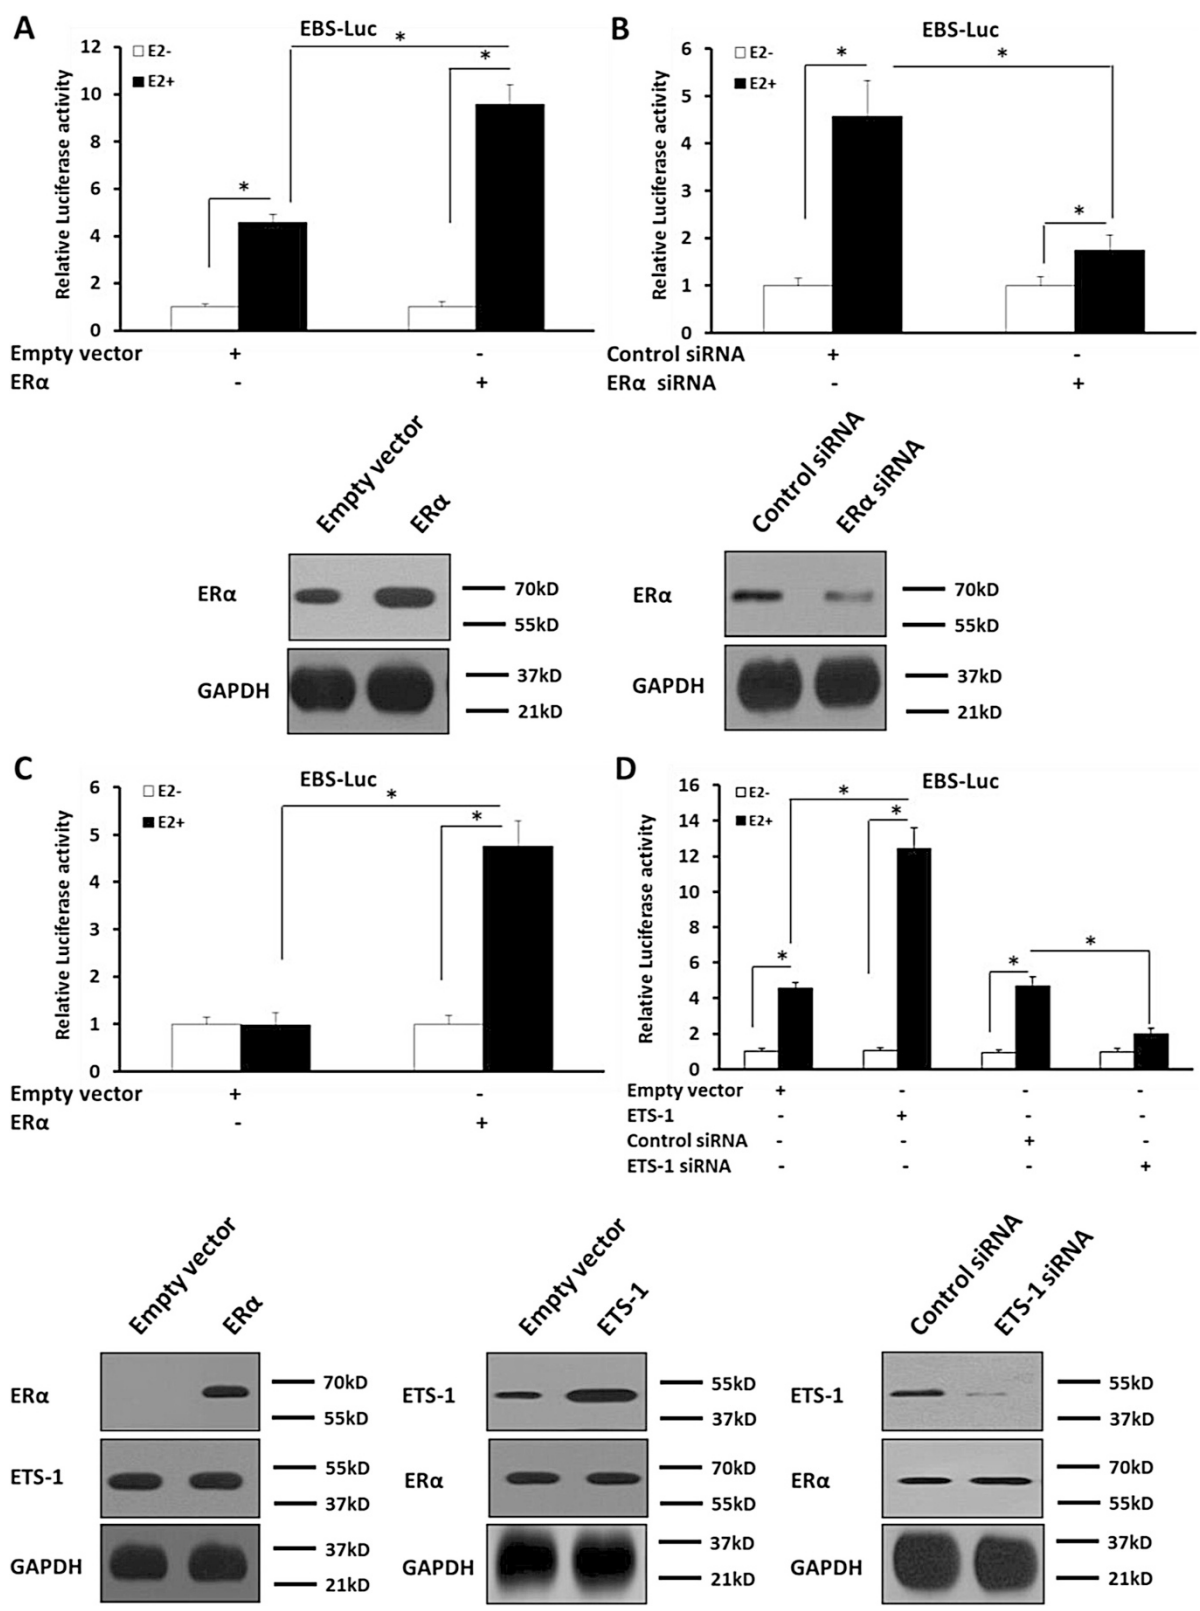 A
EBS-Luc
Relative Luciferase activity
12
10
8
6
4
2
0
E2-
E2+
*
*
*
Empty vector + -
ERα - +
B
EBS-Luc
Relative Luciferase activity
6
5
4
3
2
1
0
E2-
E2+
*
*
*
Control siRNA + -
ERα siRNA - +
Empty vector
ERα
ERα
70kD
55kD
GAPDH
37kD
21kD
Control siRNA
ERα siRNA
ERα
70kD
55kD
GAPDH
37kD
21kD
C
EBS-Luc
Relative Luciferase activity
6
5
4
3
2
1
0
E2-
E2+
*
*
Empty vector + -
ERα - +
D
EBS-Luc
Relative Luciferase activity
16
14
12
10
8
6
4
2
0
E2-
E2+
*
*
*
*
*
Empty vector + - - -
ETS-1 - + - -
Control siRNA - - + -
ETS-1 siRNA - - - +
Empty vector
ERα
ERα
70kD
55kD
ETS-1
55kD
37kD
GAPDH
37kD
21kD
Empty vector
ETS-1
ETS-1
55kD
37kD
ERα
70kD
55kD
GAPDH
37kD
21kD
Control siRNA
ETS-1 siRNA
ETS-1
55kD
37kD
ERα
70kD
55kD
GAPDH
37kD
21kD